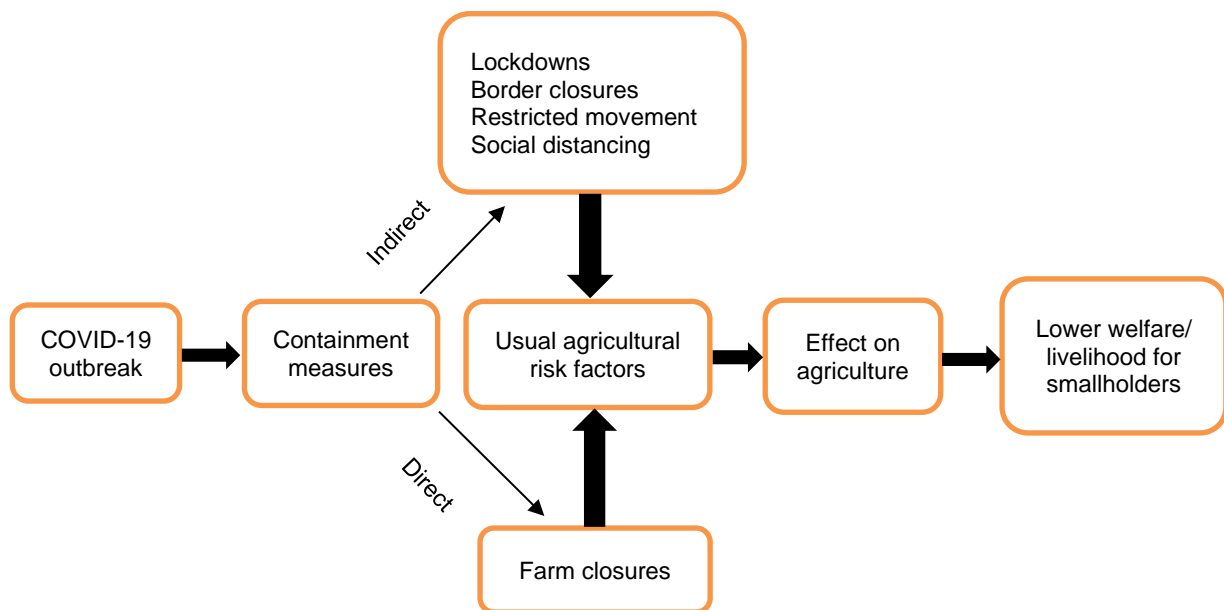 Lockdowns
Border closures
Restricted movement
Social distancing
Indirect
COVID-19
outbreak
Containment
measures
Usual agricultural
risk factors
Effect on
agriculture
Lower welfare/
livelihood for
smallholders
Direct
Farm closures